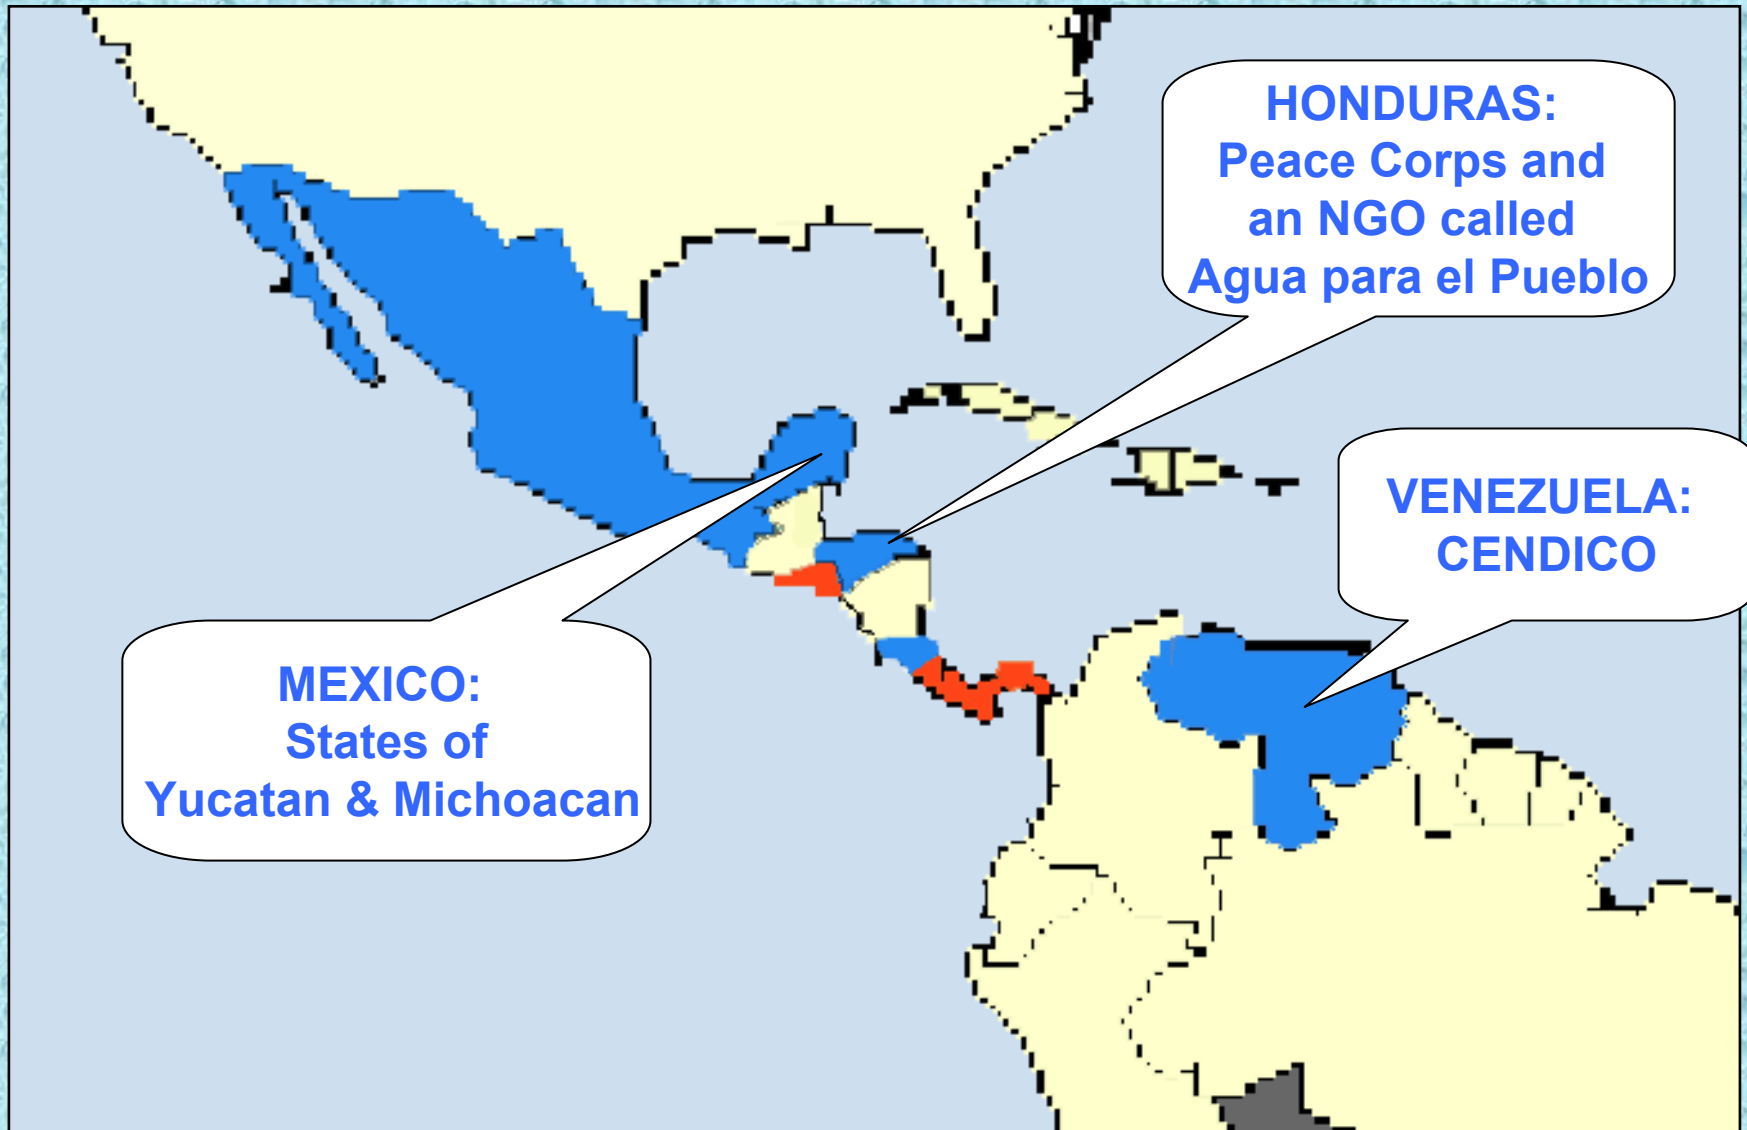 HONDURAS:
Peace Corps and
an NGO called
Agua para el Pueblo
VENEZUELA:
CENDICO
MEXICO:
States of
Yucatan & Michoacan